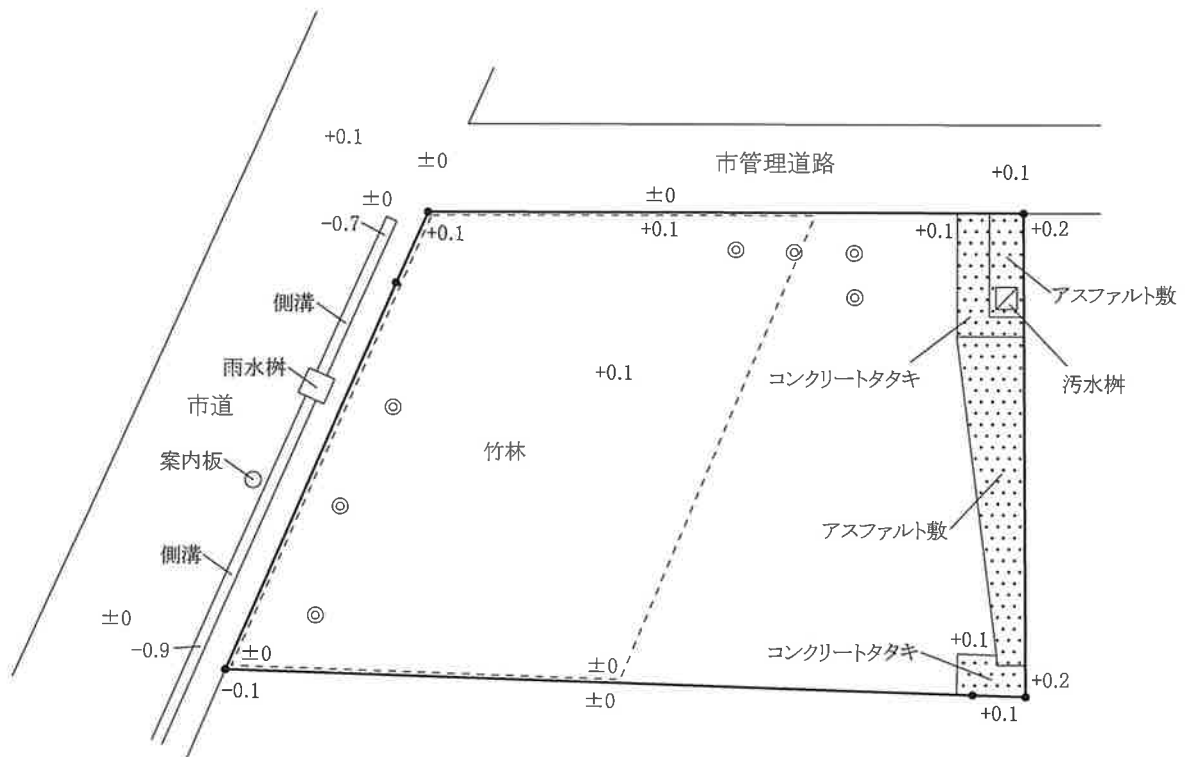 +0.1
±0
市管理道路
+0.1
±0
±0
-0.7
+0.1
+0.1
+0.1
+0.2
側溝
アスファルト敷
雨水桝
+0.1
コンクリートタタキ
汚水桝
市道
竹林
案内板
アスファルト敷
側溝
±0
-0.9
±0
±0
+0.1
コンクリートタタキ
-0.1
±0
+0.2
+0.1